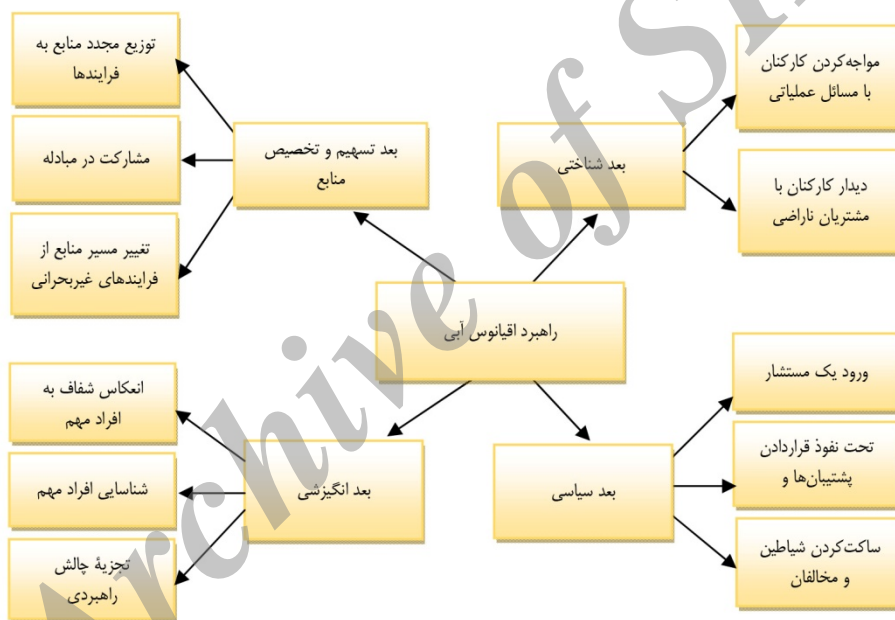 راهبرد اقیانوس آبی
بعد شناختی
مواجه‌کردن کارکنان
با مسائل عملیاتی
دیدار کارکنان با
مشتریان ناراضی
بعد تسهیم و تخصیص
منابع
توزیع مجدد منابع به
فرایندها
مشارکت در مبادله
تغییر مسیر منابع از
فرایندهای غیربحرانی
بعد سیاسی
ورود یک مستشار
تحت نفوذ قراردادن
پشتیبان‌ها و
ساکت‌کردن شیاطین
و مخالفان
بعد انگیزشی
انعکاس شفاف به
افراد مهم
شناسایی افراد مهم
تجزیهٔ چالش
راهبردی
Archive of